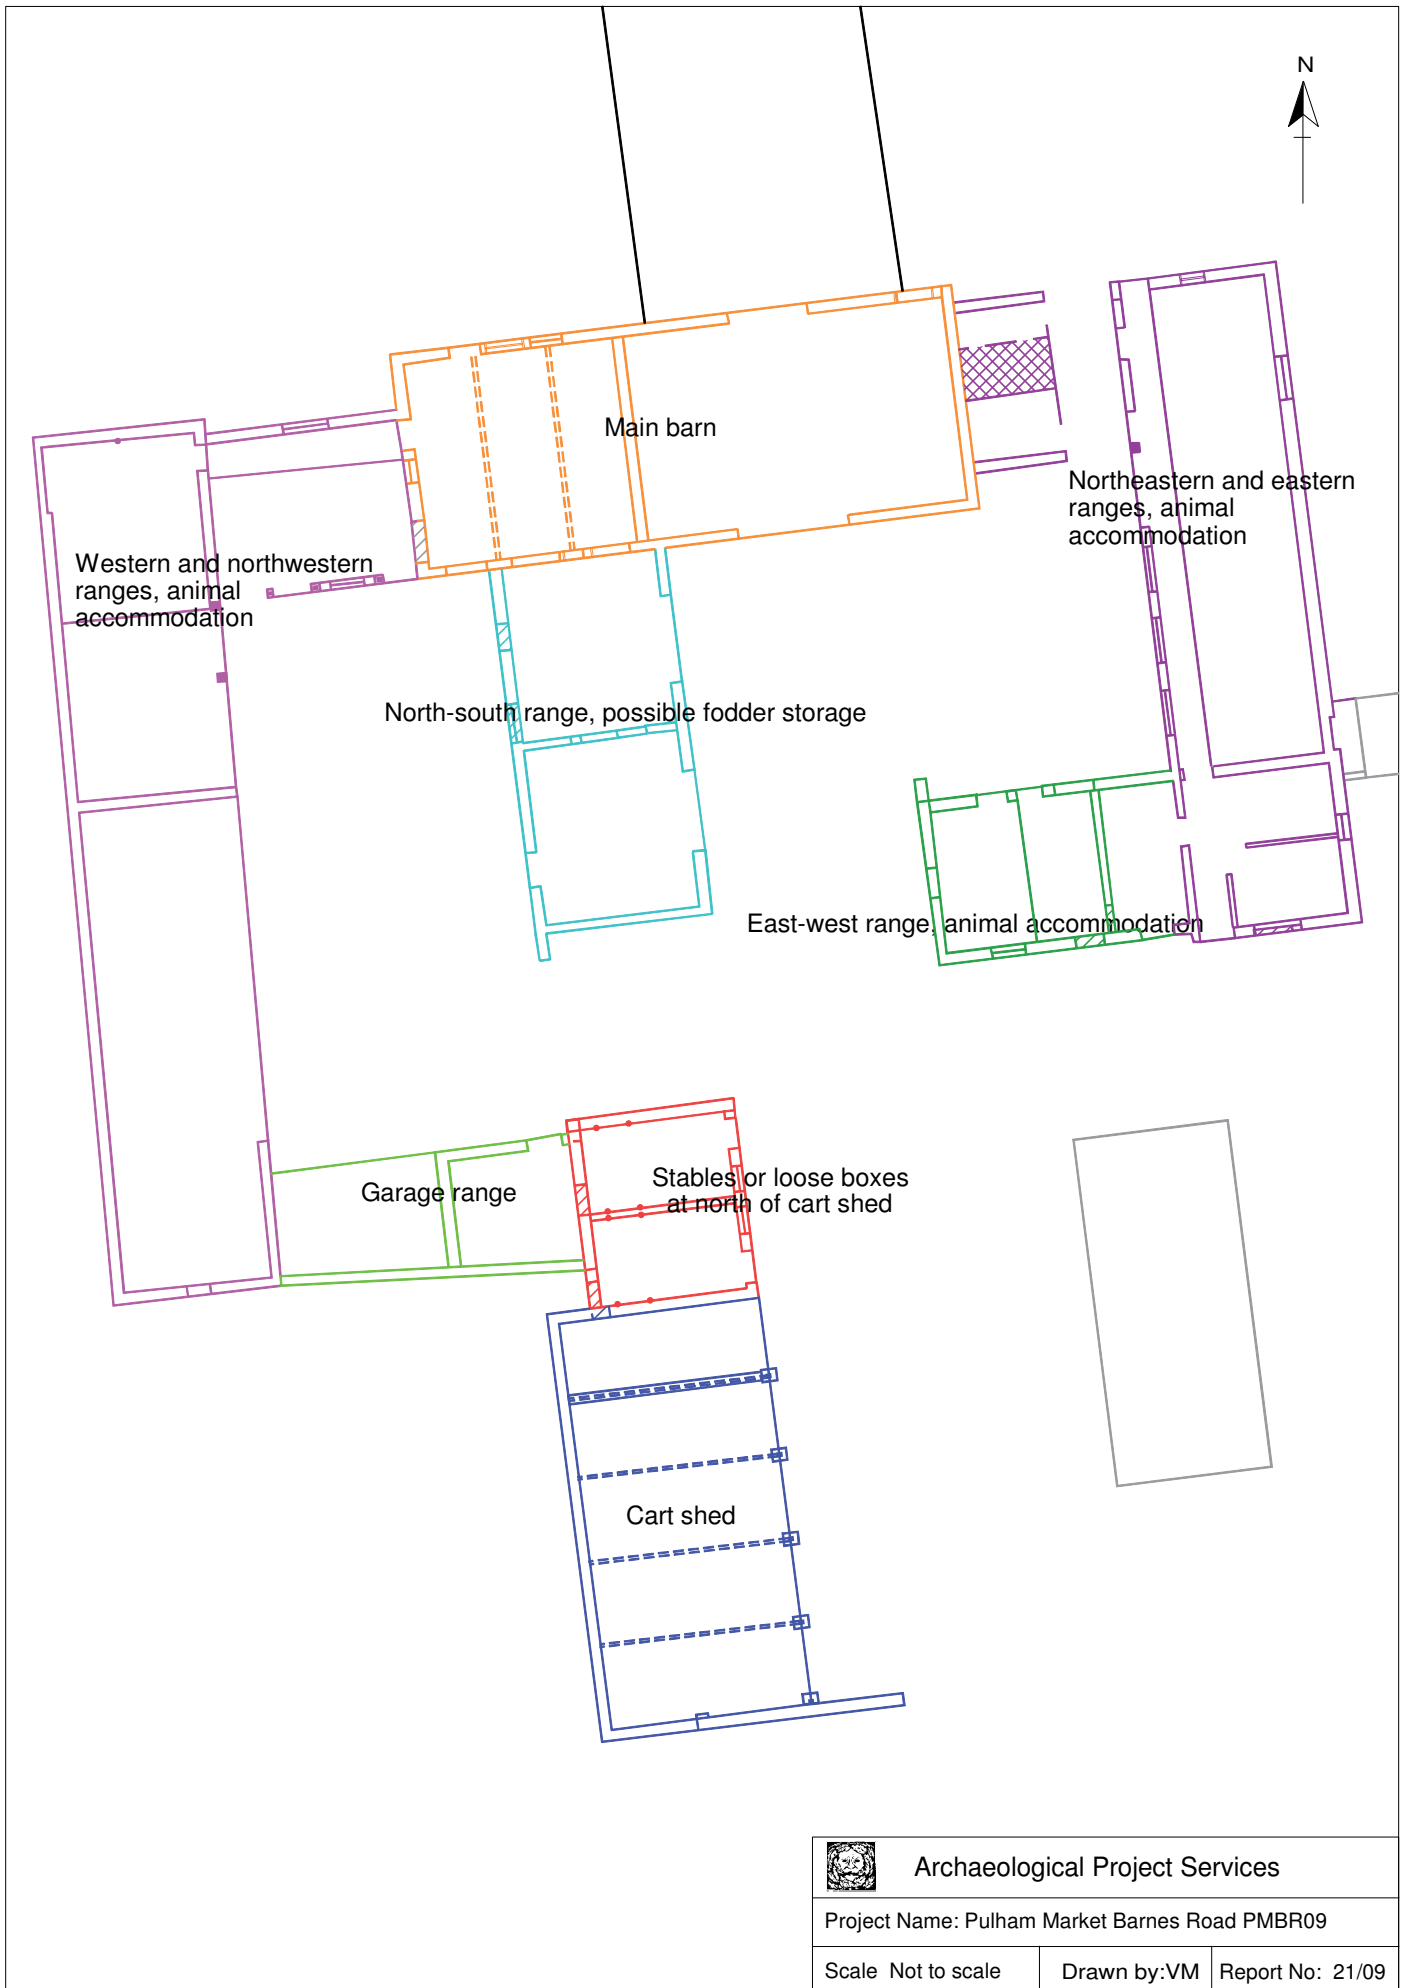 N
Main barn
Northeastern and eastern
ranges, animal
accommodation
Western and northwestern
ranges, animal
accommodation
North-south range, possible fodder storage
East-west range, animal accommodation
Stables or loose boxes
at north of cart shed
Garage range
Cart shed
Archaeological Project Services
Project Name: Pulham Market Barnes Road PMBR09
Scale Not to scale
Drawn by:VM
Report No: 21/09